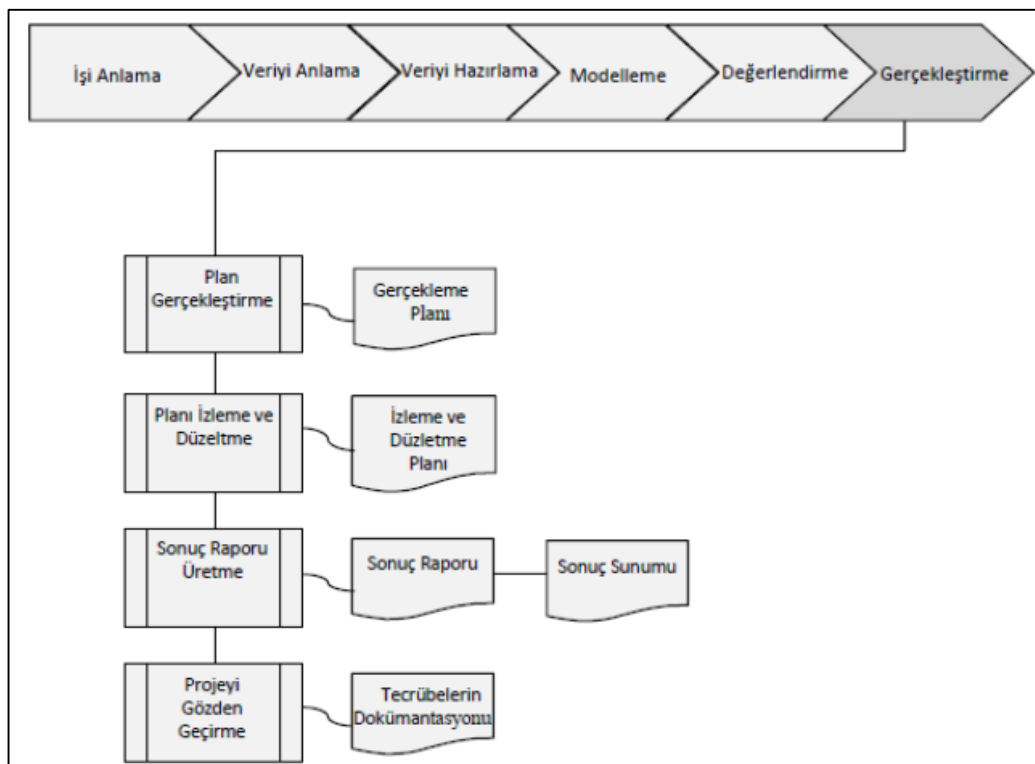 İşi Anlama
Veriyi Anlama
Veriyi Hazırlama
Modelleme
Değerlendirme
Gerçekleştirme
Plan
Gerçekleştirme
Gerçekleme
Planı
Planı İzleme ve
Düzeltme
İzleme ve
Düzletme
Planı
Sonuç Raporu
Üretme
Sonuç Raporu
Sonuç Sunumu
Projeyi
Gözden
Geçirme
Tecrübelerin
Dokümantasyonu